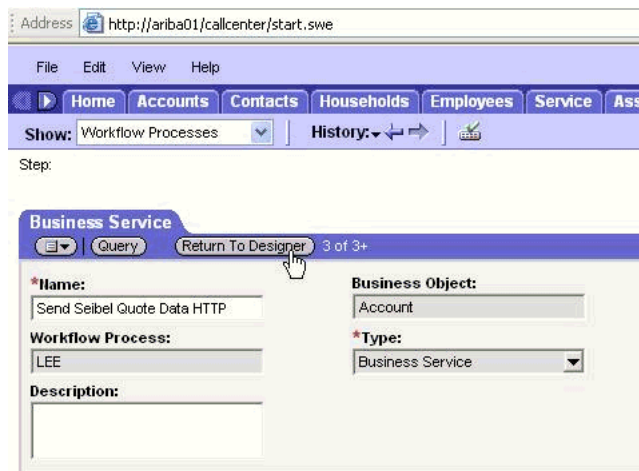 Address http://ariba01/callcenter/start.swe
File Edit View Help
Home Accounts Contacts Households Employees Service Ass
Show: Workflow Processes History:
Step:
Business Service
Query Return To Designer 3 of 3+
*Name: Business Object:
Send Seibel Quote Data HTTP Account
Workflow Process: *Type:
LEE Business Service
Description: